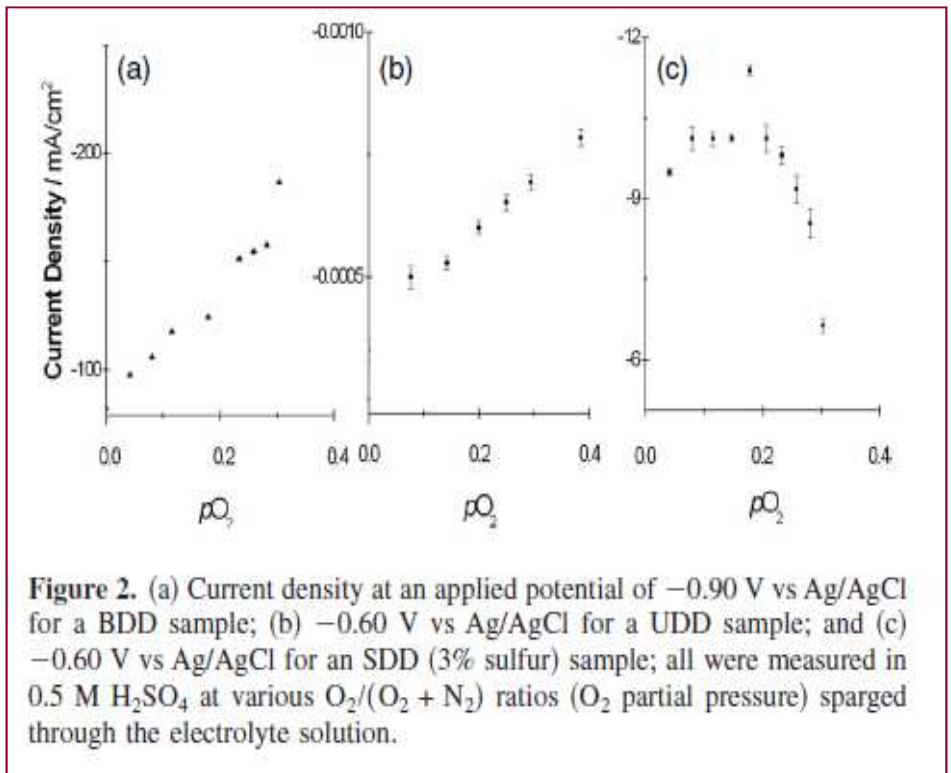 (a)
(b)
(c)
Current Density / mA/cm²
-200
-100
0.0 0.2 0.4
pO₂
-0.0010
-0.0005
0.0 0.2 0.4
pO₂
-12
-9
-6
0.0 0.2 0.4
pO₂
Figure 2. (a) Current density at an applied potential of −0.90 V vs Ag/AgCl
for a BDD sample; (b) −0.60 V vs Ag/AgCl for a UDD sample; and (c)
−0.60 V vs Ag/AgCl for an SDD (3% sulfur) sample; all were measured in
0.5 M H₂SO₄ at various O₂/(O₂ + N₂) ratios (O₂ partial pressure) sparged
through the electrolyte solution.